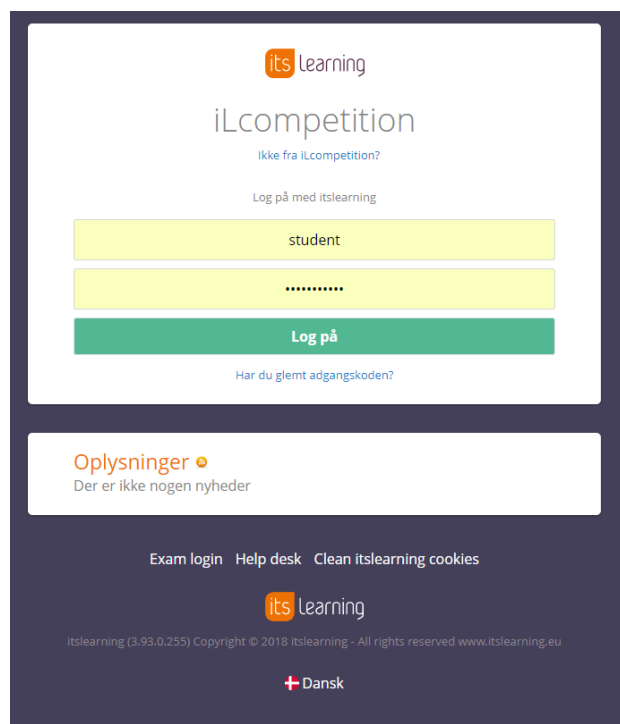 its learning
iLcompetition
Ikke fra iLcompetition?
Log på med itslearning
student
•••••••••••
Log på
Har du glemt adgangskoden?
Oplysninger
Der er ikke nogen nyheder
Exam login Help desk Clean itslearning cookies
its learning
itslearning (3.93.0.255) Copyright © 2018 itslearning - All rights reserved www.itslearning.eu
Dansk